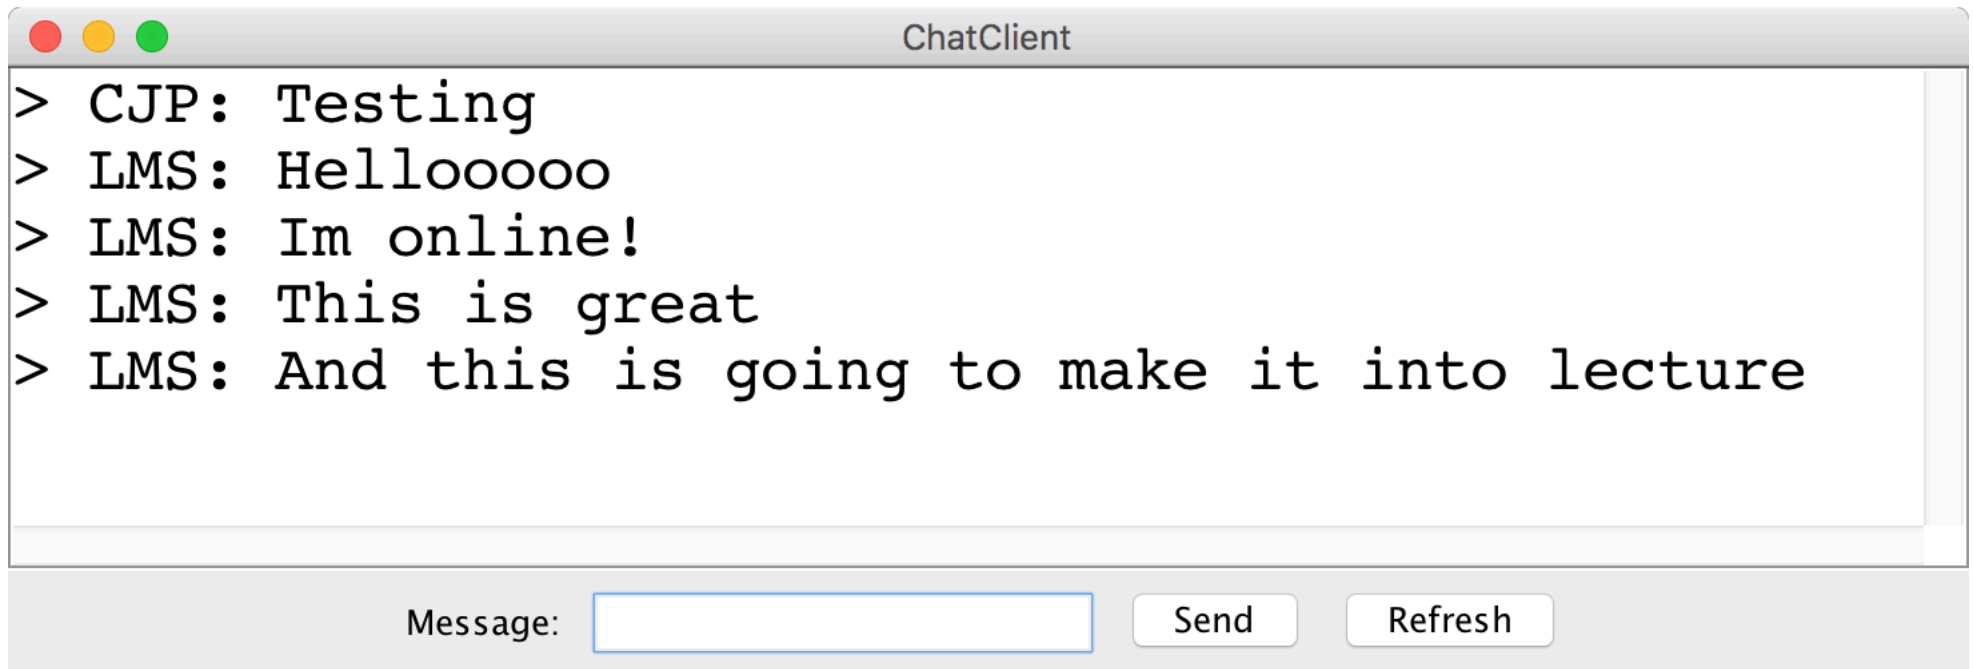 ChatClient
> CJP: Testing
> LMS: Hellooooo
> LMS: Im online!
> LMS: This is great
> LMS: And this is going to make it into lecture
Message: Send Refresh